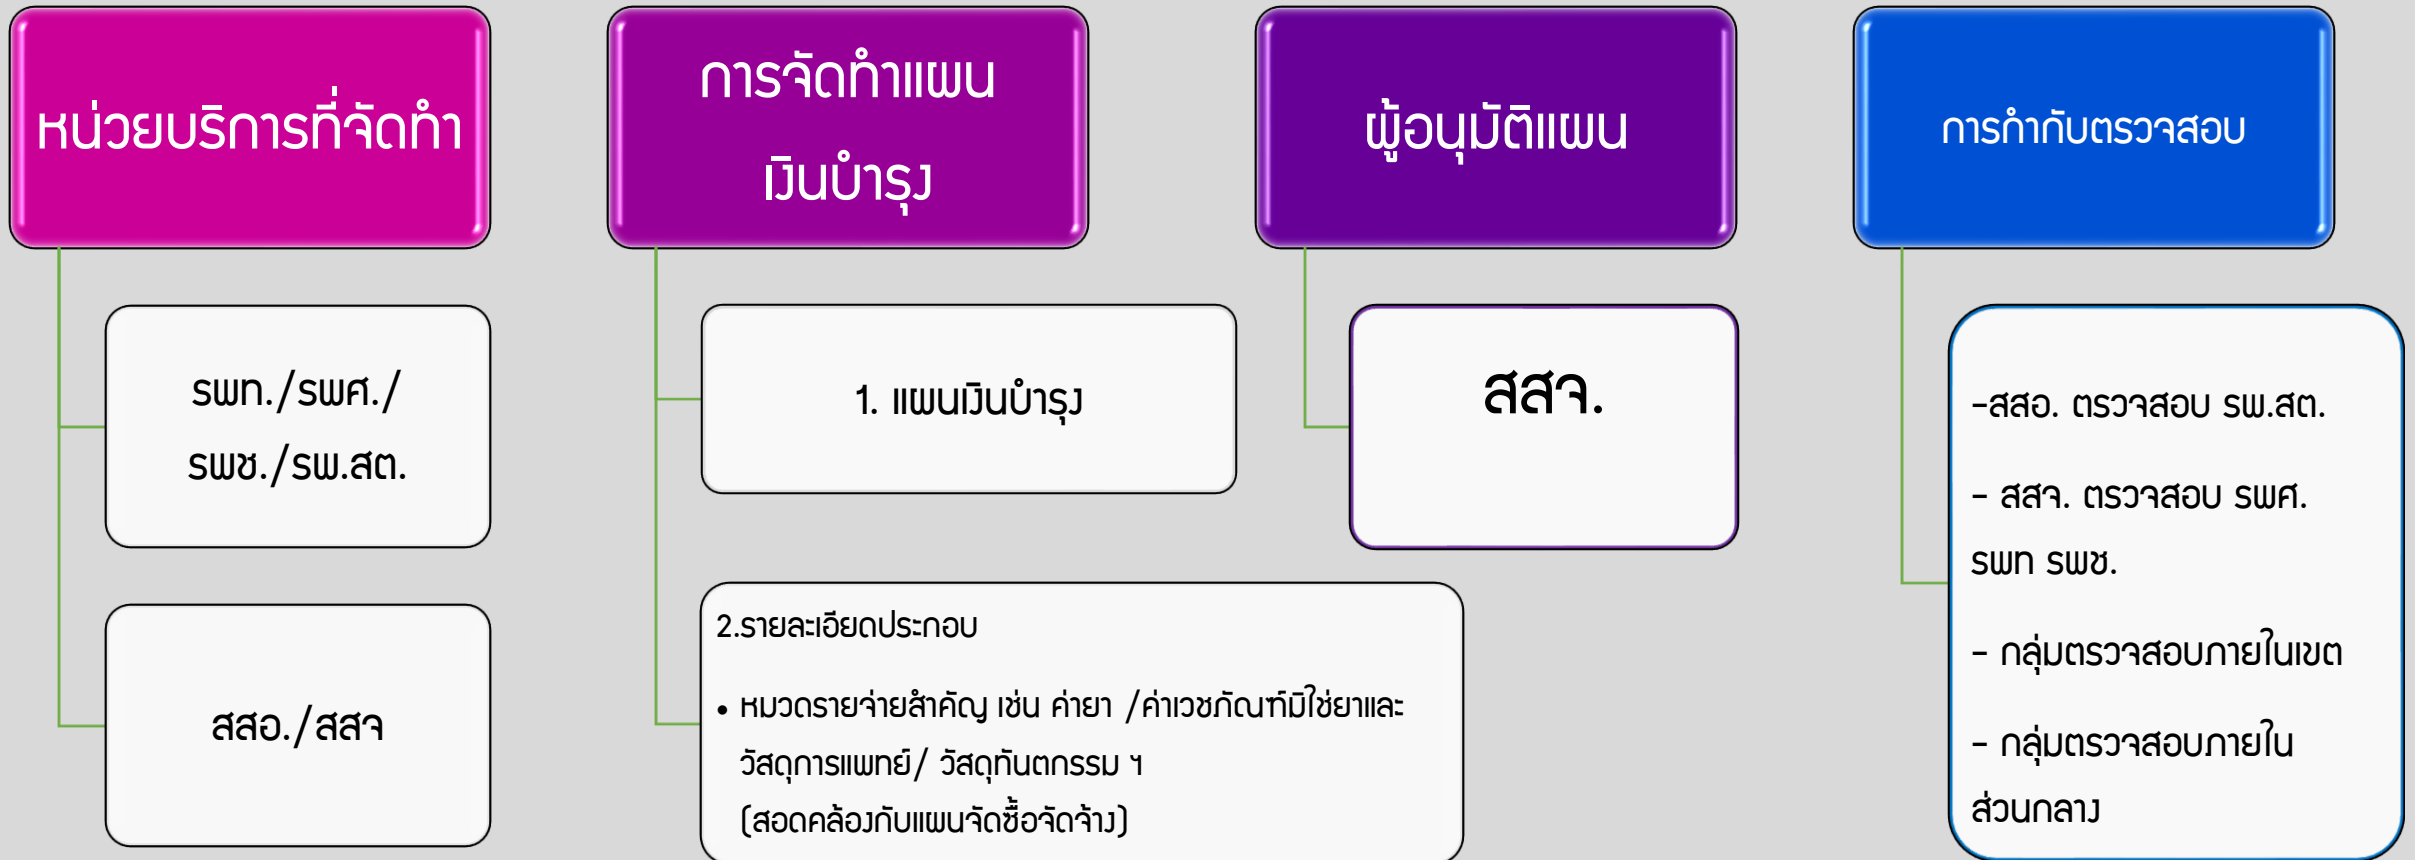 หน่วยบริการที่จัดทำ
รพท./รพศ./
รพช./รพ.สต.
สสอ./สสจ
การจัดทำแผน
เงินบำรุง
1. แผนเงินบำรุง
2.รายละเอียดประกอบ
• หมวดรายจ่ายสำคัญ เช่น ค่ายา /ค่าเวชภัณฑ์มิใช่ยาและ
วัสดุการแพทย์/ วัสดุทันตกรรม ฯ
(สอดคล้องกับแผนจัดซื้อจัดจ้าง)
ผู้อนุมัติแผน
สสจ.
การกำกับตรวจสอบ
-สสอ. ตรวจสอบ รพ.สต.
- สสจ. ตรวจสอบ รพศ.
รพท รพช.
- กลุ่มตรวจสอบภายในเขต
- กลุ่มตรวจสอบภายใน
ส่วนกลาง